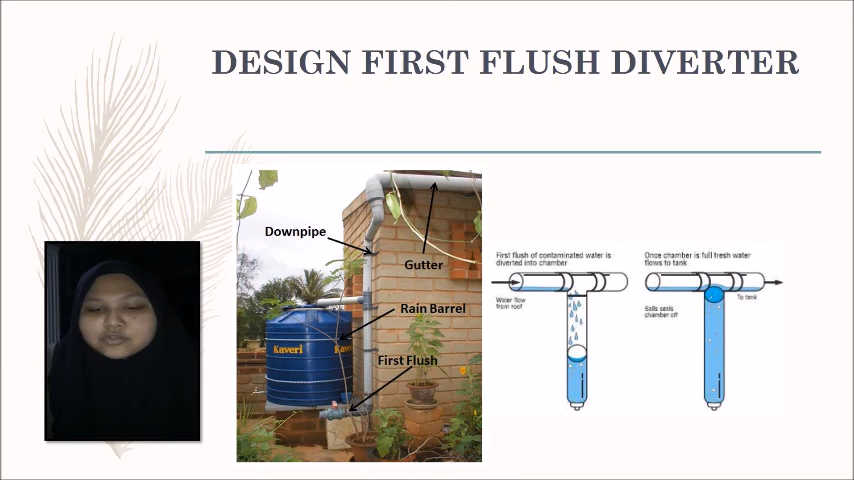 DESIGN FIRST FLUSH DIVERTER
Downpipe
Gutter
Rain Barrel
Kaveri
First Flush
First flush of contaminated water is
diverted into chamber
Water flow
from roof
Once chamber is full fresh water
flows to tank
To tank
Balls seals
chamber off